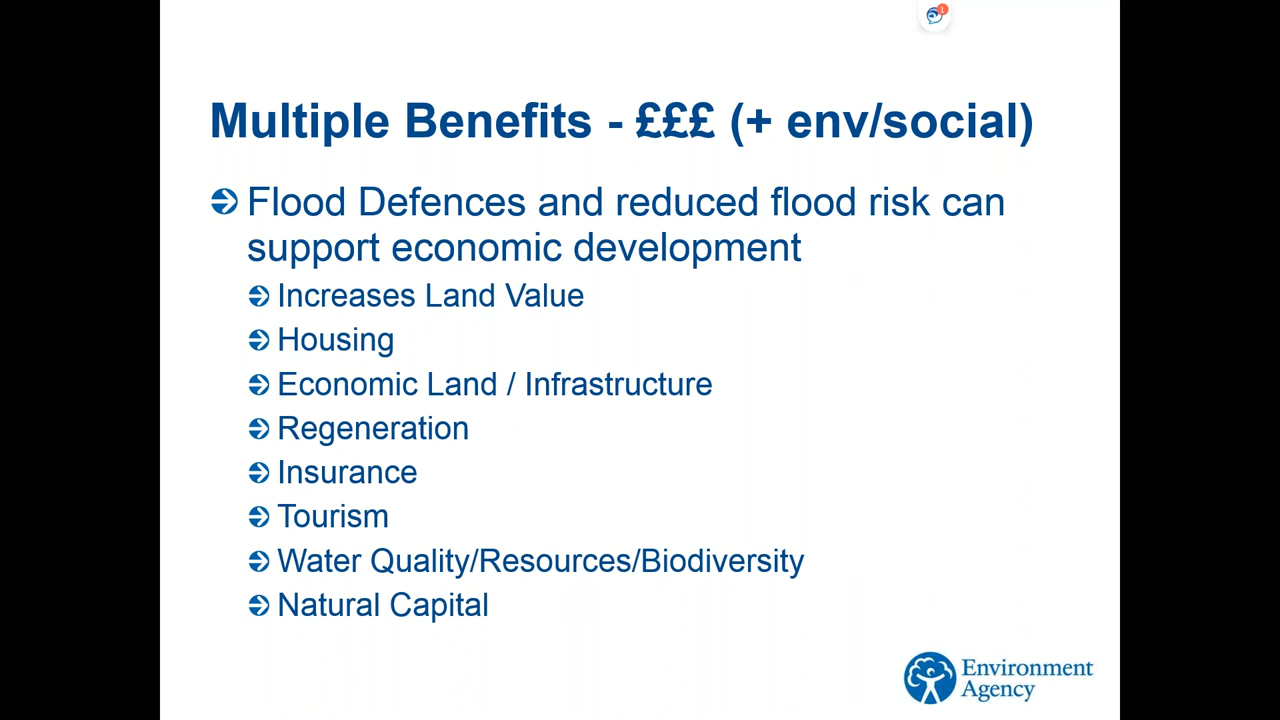 1
Multiple Benefits - £££ (+ env/social)
Flood Defences and reduced flood risk can
support economic development
Increases Land Value
Housing
Economic Land / Infrastructure
Regeneration
Insurance
Tourism
Water Quality/Resources/Biodiversity
Natural Capital
Environment
Agency